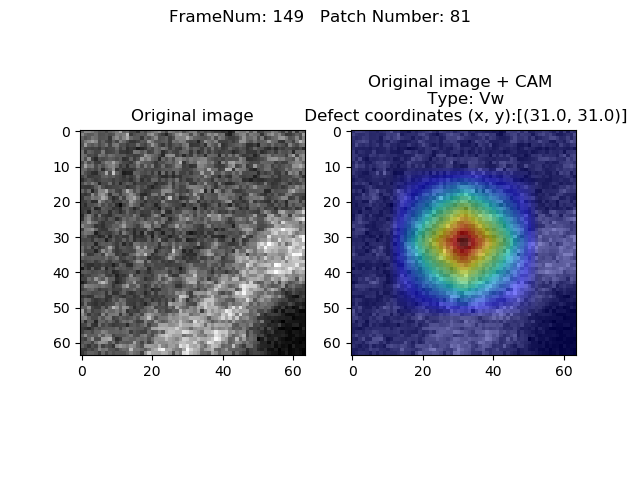 FrameNum: 149   Patch Number: 81
Original image
0
10
20
30
40
50
60
0 20 40 60
Original image + CAM
Type: Vw
Defect coordinates (x, y):[(31.0, 31.0)]
0
10
20
30
40
50
60
0 20 40 60